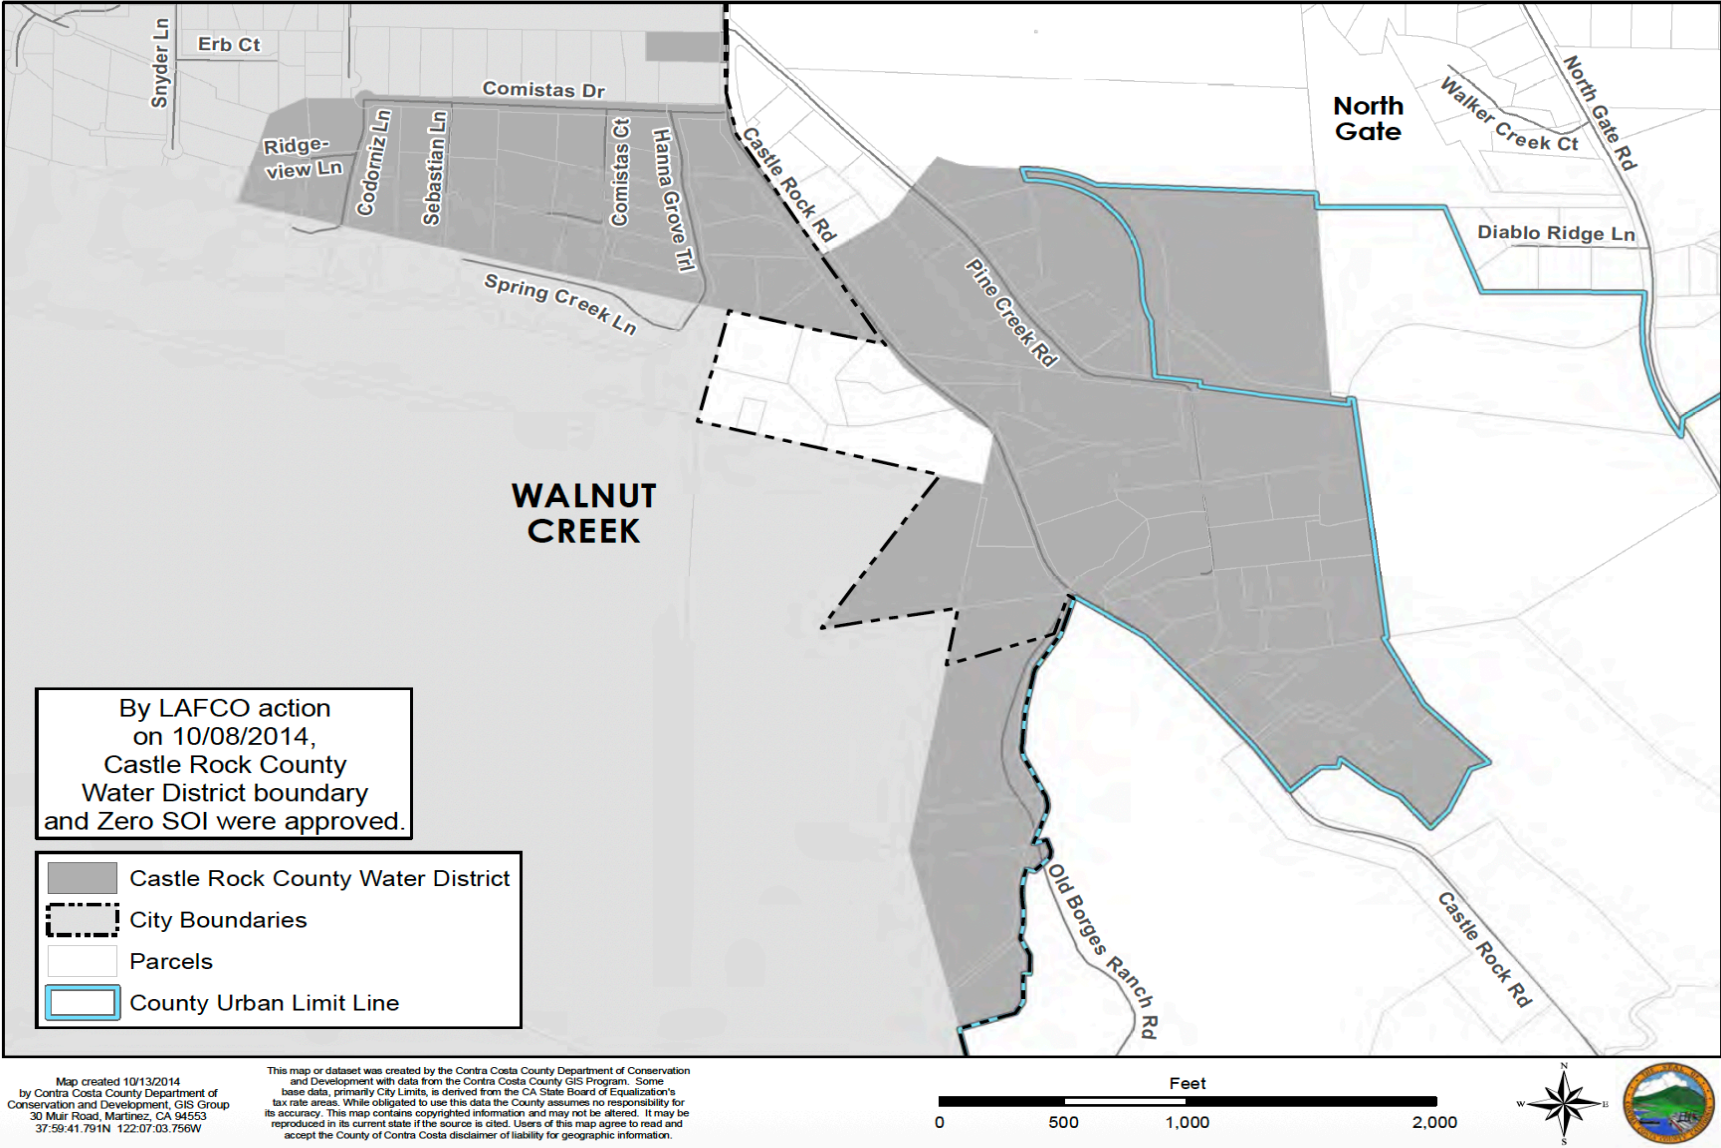 Snyder Ln
Erb Ct
Comistas Dr
Ridge-
view Ln
Codorniz Ln
Sebastian Ln
Comistas Ct
Hanna Grove Trl
Castle Rock Rd
Spring Creek Ln
Pine Creek Rd
North
Gate
Walker Creek Ct
North Gate Rd
Diablo Ridge Ln
WALNUT
CREEK
Old Borges Ranch Rd
Castle Rock Rd
By LAFCO action
on 10/08/2014,
Castle Rock County
Water District boundary
and Zero SOI were approved.
Castle Rock County Water District
City Boundaries
Parcels
County Urban Limit Line
Map created 10/13/2014
by Contra Costa County Department of
Conservation and Development, GIS Group
30 Muir Road, Martinez, CA 94553
37:59:41.791N 122:07:03.756W
This map or dataset was created by the Contra Costa County Department of Conservation
and Development with data from the Contra Costa County GIS Program. Some
base data, primarily City Limits, is derived from the CA State Board of Equalization's
tax rate areas. While obligated to use this data the County assumes no responsibility for
its accuracy. This map contains copyrighted information and may not be altered. It may be
reproduced in its current state if the source is cited. Users of this map agree to read and
accept the County of Contra Costa disclaimer of liability for geographic information.
Feet
0 500 1,000 2,000
N
W E
S